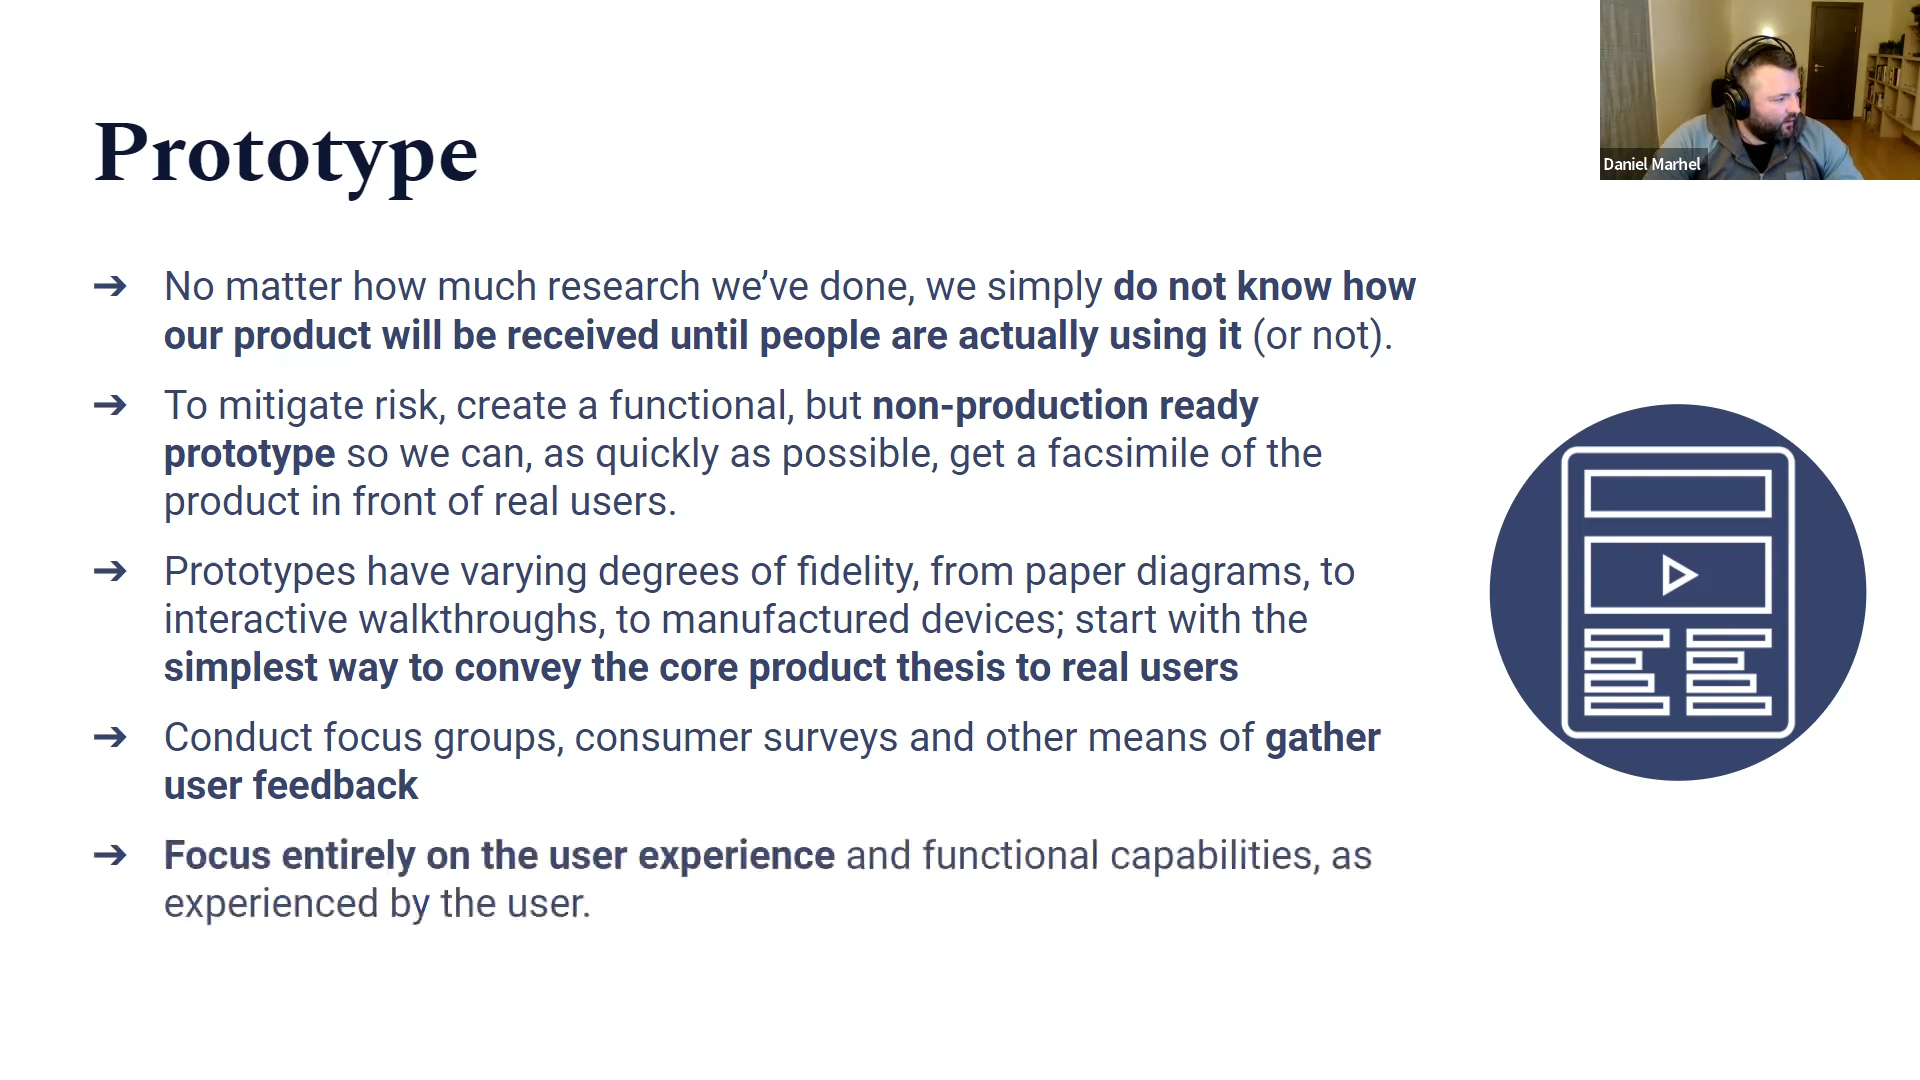 Daniel Marhel
Prototype
➔ No matter how much research we’ve done, we simply do not know how
our product will be received until people are actually using it (or not).
➔ To mitigate risk, create a functional, but non-production ready
prototype so we can, as quickly as possible, get a facsimile of the
product in front of real users.
➔ Prototypes have varying degrees of fidelity, from paper diagrams, to
interactive walkthroughs, to manufactured devices; start with the
simplest way to convey the core product thesis to real users
➔ Conduct focus groups, consumer surveys and other means of gather
user feedback
➔ Focus entirely on the user experience and functional capabilities, as
experienced by the user.